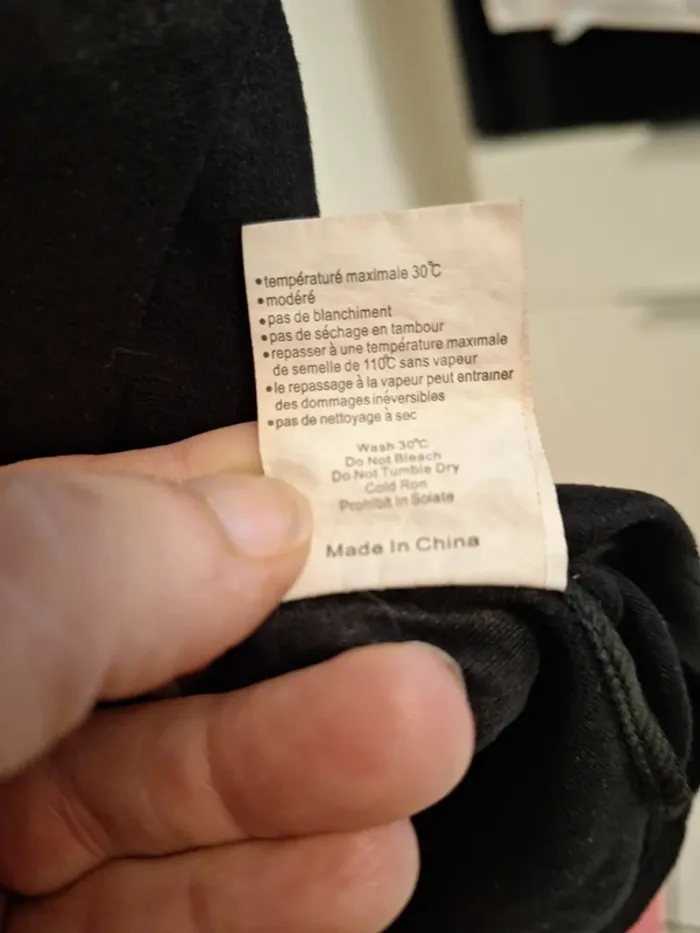 •températuré maximale 30℃
•modéré
•pas de blanchiment
•pas de séchage en tambour
•repasser à une température maximale
de semelle de 110℃ sans vapeur
•le repassage à la vapeur peut entrainer
des dommages inéversibles
•pas de nettoyage à sec
Wash 30℃
Do Not Bleach
Do Not Tumble Dry
Cold Ron
Prohlbit in Solate
Made In China